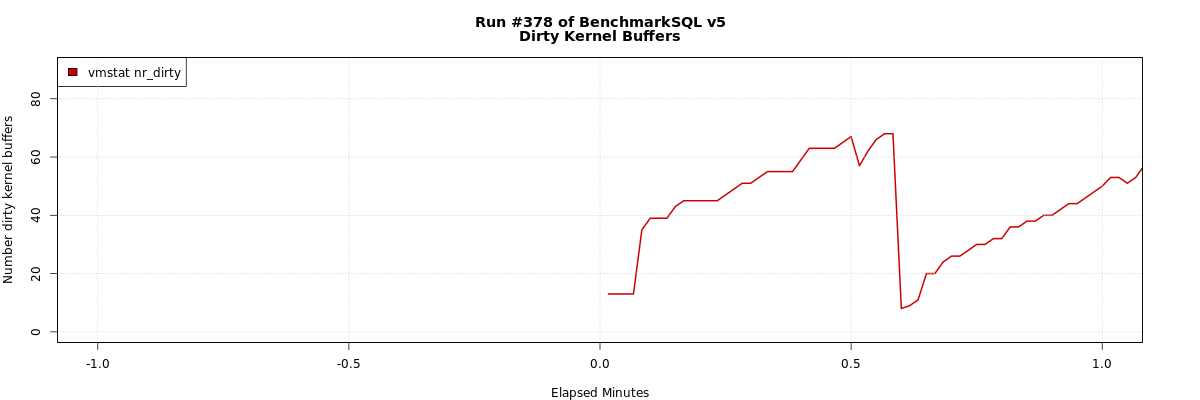 Run #378 of BenchmarkSQL v5
Dirty Kernel Buffers
vmstat nr_dirty
Number dirty kernel buffers
80
60
40
20
0
-1.0 -0.5 0.0 0.5 1.0
Elapsed Minutes